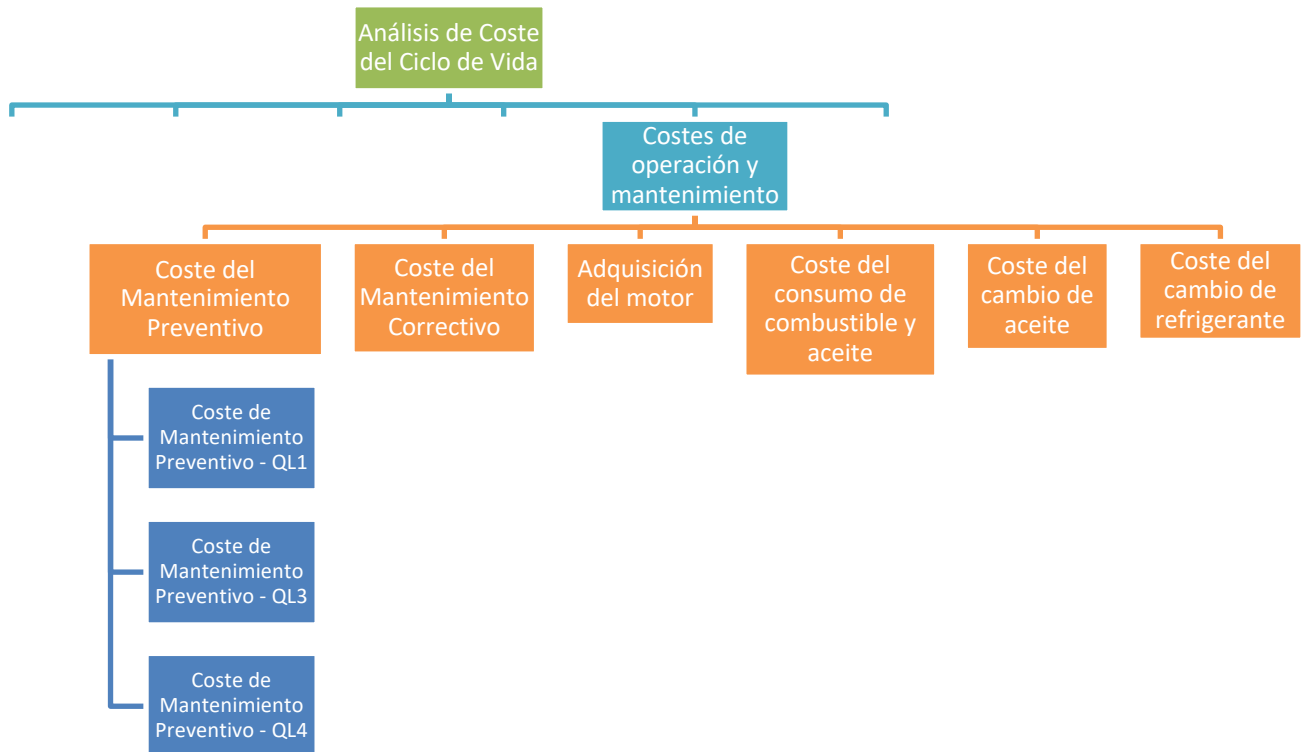 Análisis de Coste
del Ciclo de Vida
Costes de
operación y
mantenimiento
Coste del
Mantenimiento
Preventivo
Coste del
Mantenimiento
Correctivo
Adquisición
del motor
Coste del
consumo de
combustible y
aceite
Coste del
cambio de
aceite
Coste del
cambio de
refrigerante
Coste de
Mantenimiento
Preventivo - QL1
Coste de
Mantenimiento
Preventivo - QL3
Coste de
Mantenimiento
Preventivo - QL4